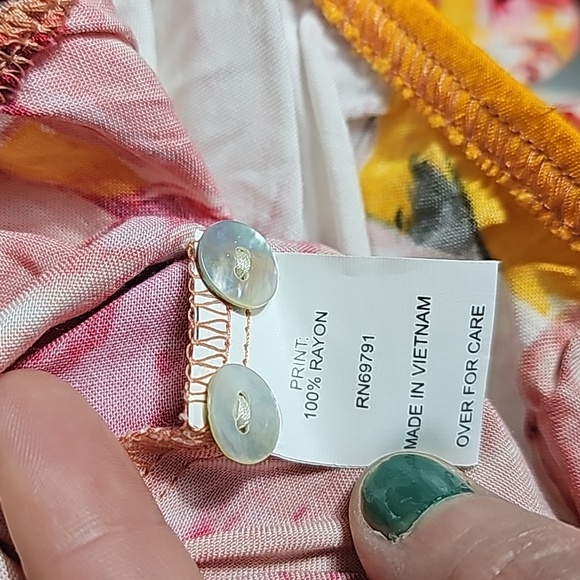 PRINT:
100% RAYON
RN69791
MADE IN VIETNAM
OVER FOR CARE